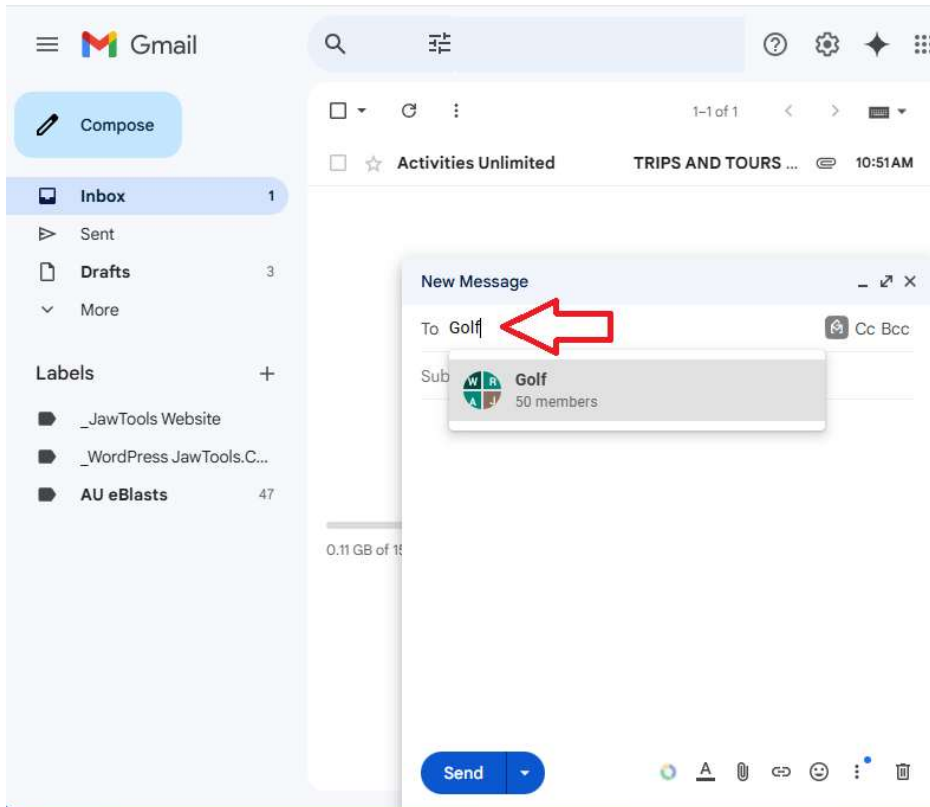 Gmail
Compose
1–1 of 1
Activities Unlimited TRIPS AND TOURS ... 10:51 AM
Inbox 1
Sent
Drafts 3
More
Labels +
_JawTools Website
_WordPress JawTools.C...
AU eBlasts 47
0.11 GB of
New Message
To Golf Cc Bcc
Sub
W R A J
Golf
50 members
Send
A